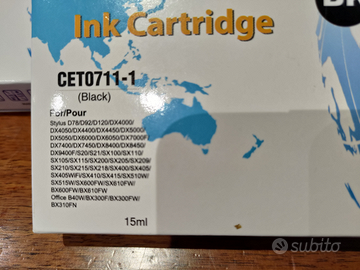 BK
Ink Cartridge
CET0711-1
(Black)
For/Pour
Stylus D78/D92/D120/DX4000/
DX4050/DX4400/DX4450/DX5000/
DX5050/DX6000/DX6050/DX7000F/
DX7400/DX7450/DX8400/DX8450/
DX9400F/S20/S21/SX100/SX110/
SX105/SX115/SX200/SX205/SX209/
SX210/SX215/SX218/SX400/SX405/
SX405WiFi/SX410/SX415/SX510W/
SX515W/SX600FW/SX610FW/
BX600FW/BX610FW
Office B40W/BX300F/BX300FW/
BX310FN
15ml
subito